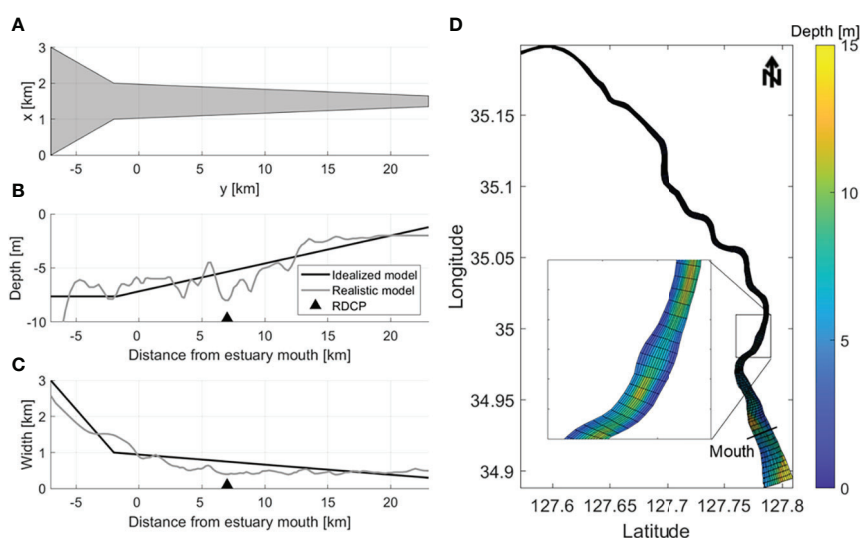 A
3
2
1
0
x [km]
-5
0
5
10
15
20
y [km]
B
0
-5
-10
Depth [m]
Idealized model
Realistic model
RDCP
-5
0
5
10
15
20
Distance from estuary mouth [km]
C
3
2
1
0
Width [km]
-5
0
5
10
15
20
Distance from estuary mouth [km]
D
Depth [m]
15
10
5
0
N
35.15
35.1
35.05
35
34.95
34.9
Longitude
Mouth
127.6
127.65
127.7
127.75
127.8
Latitude